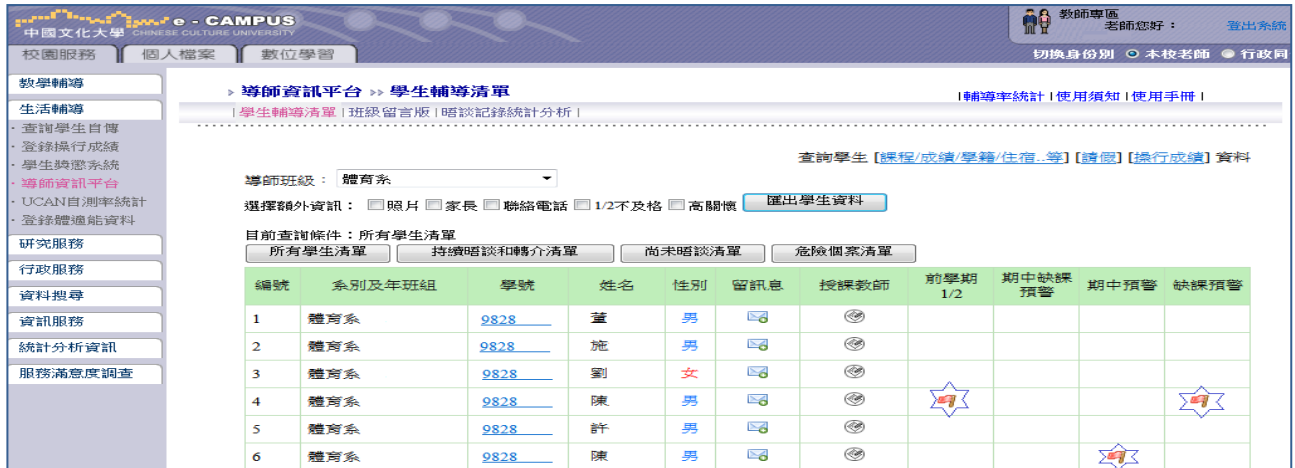 e - CAMPUS
中國文化大學 CHINESE CULTURE UNIVERSITY
教師專區
老師您好：
登出系統
校園服務 個人檔案 數位學習
切換身份別 本校老師 行政同
教學輔導
生活輔導
· 查詢學生自傳
· 登錄操行成績
· 學生獎懲系統
· 導師資訊平台
· UCAN自測率統計
· 登錄體適能資料
研究服務
行政服務
資料搜尋
資訊服務
統計分析資訊
服務滿意度調查
› 導師資訊平台 ›› 學生輔導清單
|輔導率統計|使用須知|使用手冊|
|學生輔導清單|班級留言版|晤談記錄統計分析|
查詢學生 [課程/成績/學籍/住宿..等] [請假] [操行成績] 資料
導師班級： 體育系
選擇額外資訊： 照片 家長 聯絡電話 1/2不及格 高關懷 匯出學生資料
目前查詢條件：所有學生清單
所有學生清單 持續晤談和轉介清單 尚未晤談清單 危險個案清單
編號 系別及年班組 學號 姓名 性別 留訊息 授課教師 前學期1/2 期中缺課預警 期中預警 缺課預警
1 體育系 9828 董 男
2 體育系 9828 施 男
3 體育系 9828 劉 女
4 體育系 9828 陳 男
5 體育系 9828 許 男
6 體育系 9828 陳 男